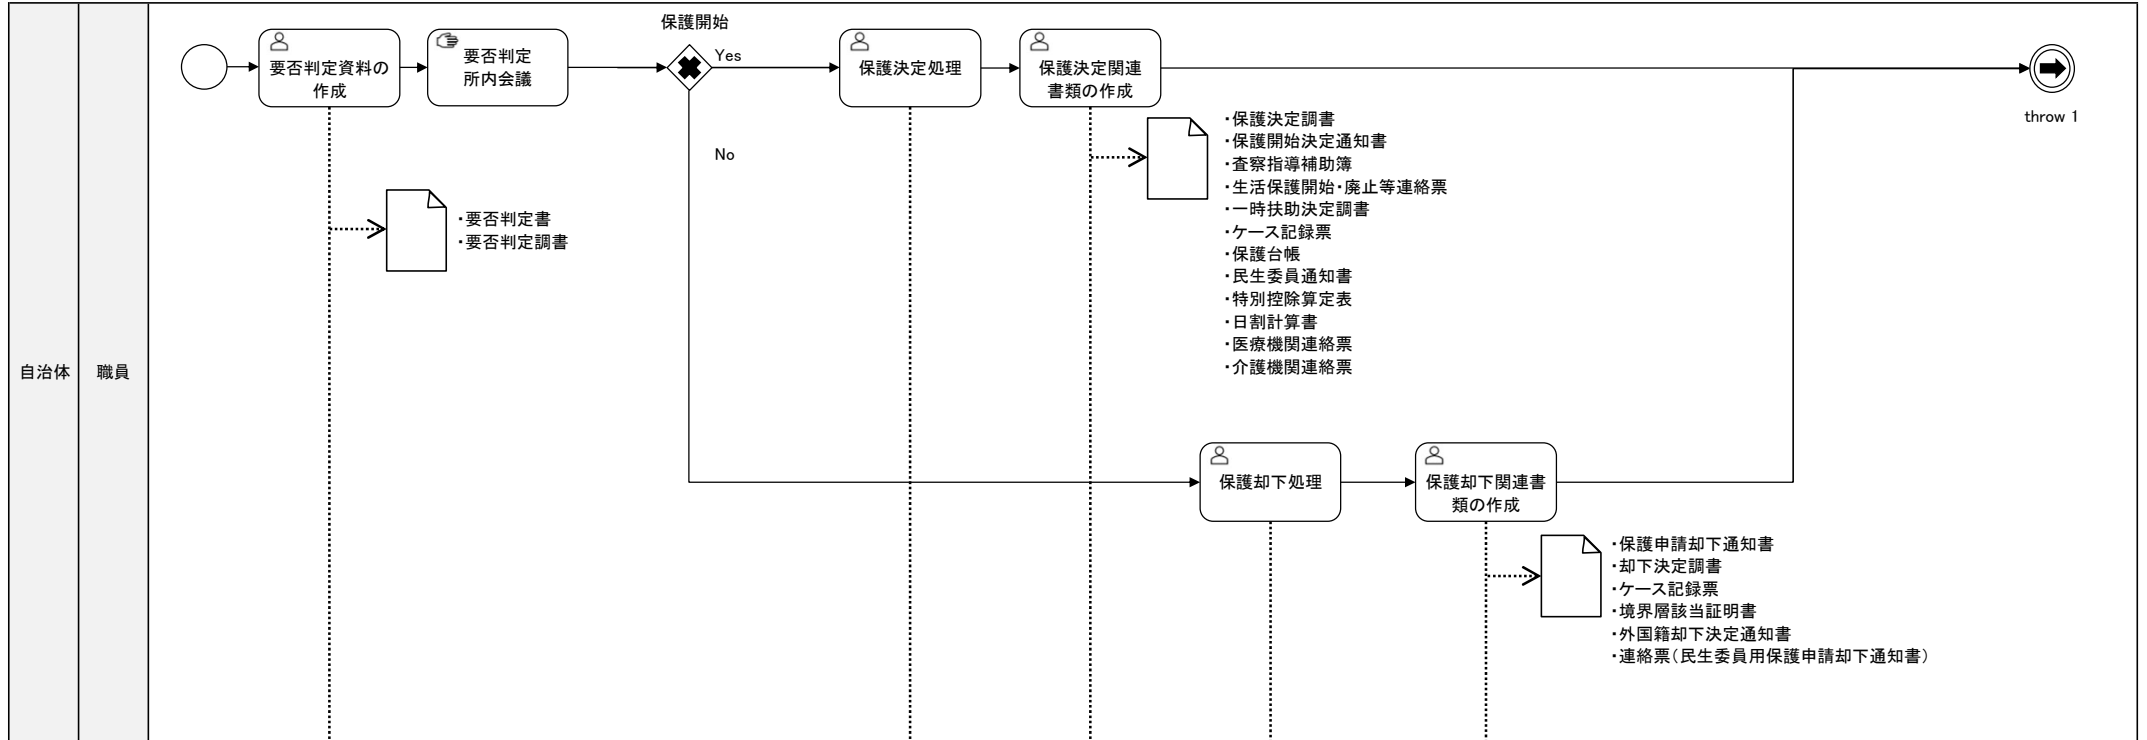 保護開始
要否判定資料の
作成
要否判定
所内会議
Yes
保護決定処理
保護決定関連
書類の作成
throw 1
No
・保護決定調書
・保護開始決定通知書
・査察指導補助簿
・生活保護開始・廃止等連絡票
・一時扶助決定調書
・ケース記録票
・保護台帳
・民生委員通知書
・特別控除算定表
・日割計算書
・医療機関連絡票
・介護機関連絡票
・要否判定書
・要否判定調書
自治体
職員
保護却下処理
保護却下関連書
類の作成
・保護申請却下通知書
・却下決定調書
・ケース記録票
・境界層該当証明書
・外国籍却下決定通知書
・連絡票（民生委員用保護申請却下通知書）